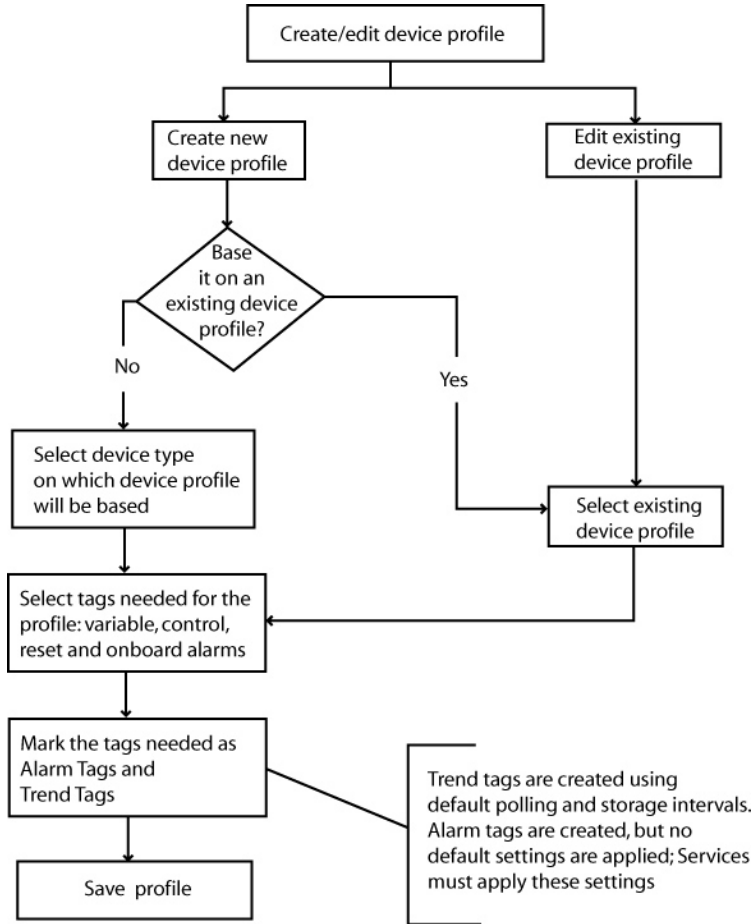 Create/edit device profile
Create new
device profile
Edit existing
device profile
Base
it on an
existing device
profile?
No
Yes
Select device type
on which device profile
will be based
Select existing
device profile
Select tags needed for the
profile: variable, control,
reset and onboard alarms
Mark the tags needed as
Alarm Tags and
Trend Tags
Trend tags are created using
default polling and storage intervals.
Alarm tags are created, but no
default settings are applied; Services
must apply these settings
Save profile